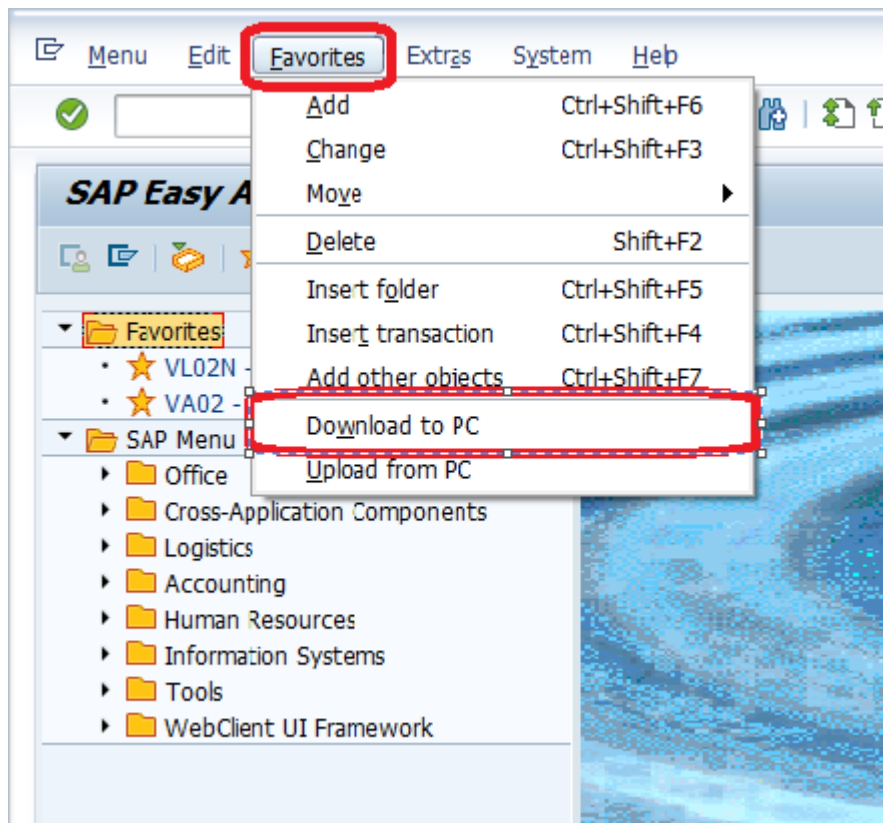 Menu Edit Favorites Extras System Help
Add Ctrl+Shift+F6
Change Ctrl+Shift+F3
SAP Easy A
Move
Delete Shift+F2
Insert folder Ctrl+Shift+F5
Favorites
Insert transaction Ctrl+Shift+F4
VL02N -
Add other objects Ctrl+Shift+F7
VA02 -
Download to PC
SAP Menu
Upload from PC
Office
Cross-Application Components
Logistics
Accounting
Human Resources
Information Systems
Tools
WebClient UI Framework